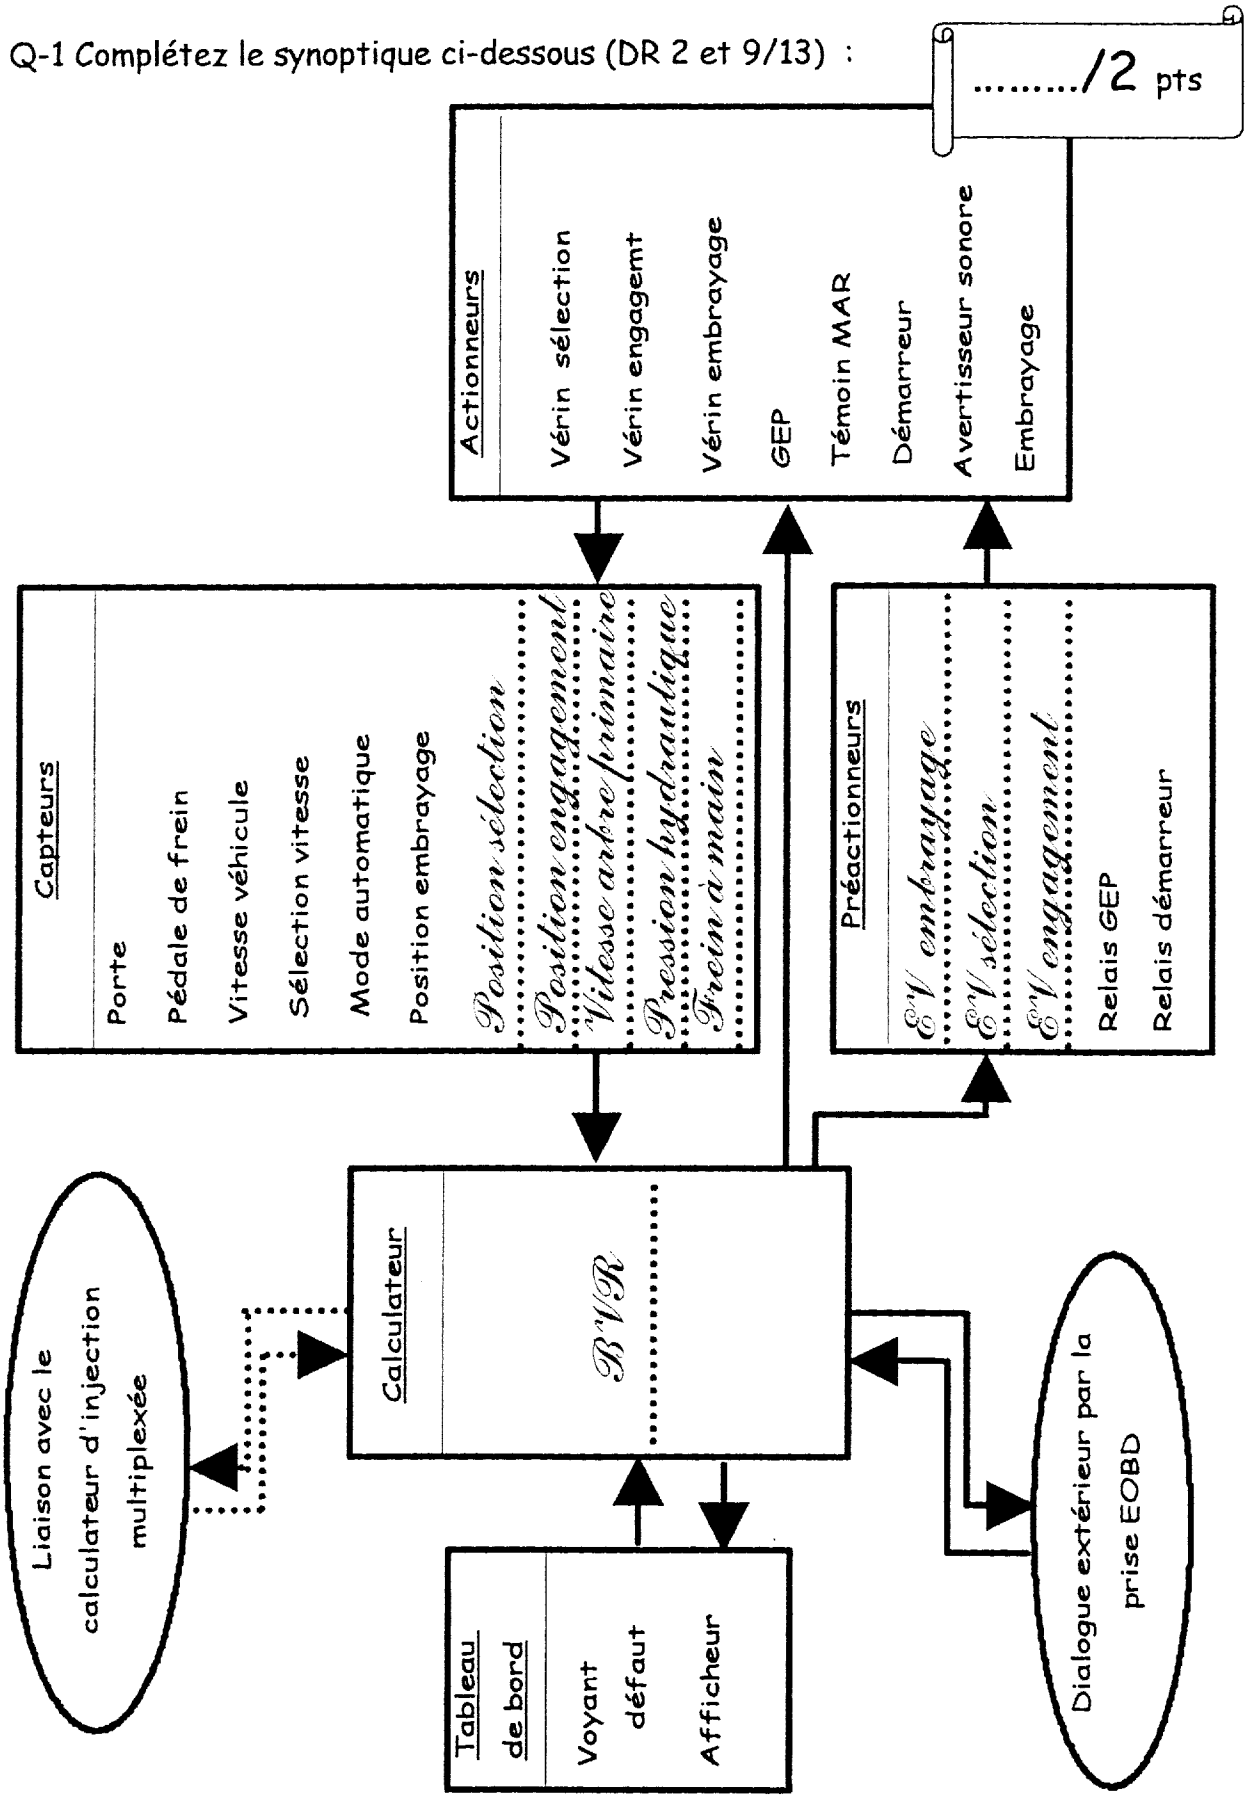 Q-1 Complétez le synoptique ci-dessous (DR 2 et 9/13) :
........./2 pts
Liaison avec le
calculateur d'injection
multiplexée
Tableau
de bord
Voyant
défaut
Afficheur
Calculateur
BVR
Dialogue extérieur par la
prise EOBD
Capteurs
Porte
Pédale de frein
Vitesse véhicule
Sélection vitesse
Mode automatique
Position embrayage
Position sélection
Position engagement
Vitesse arbre primaire
Pression hydraulique
Frein à main
Préactionneurs
EV embrayage
EV sélection
EV engagement
Relais GEP
Relais démarreur
Actionneurs
Vérin sélection
Vérin engagemt
Vérin embrayage
GEP
Témoin MAR
Démarreur
Avertisseur sonore
Embrayage